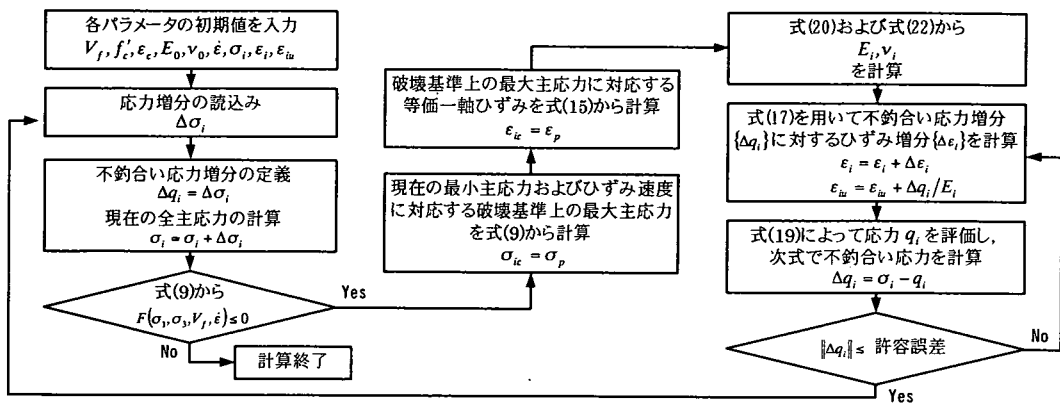 各パラメータの初期値を入力
V_f, f_c', ε_c, E_0, ν_0, ε̇, σ_i, ε_i, ε_iu
応力増分の読込み
Δσ_i
不釣合い応力増分の定義
Δq_i = Δσ_i
現在の全主応力の計算
σ_i = σ_i + Δσ_i
式(9)から
F(σ_1, σ_3, V_f, ε̇) ≤ 0
Yes
No
計算終了
現在の最小主応力およびひずみ速度
に対応する破壊基準上の最大主応力
を式(9)から計算
σ_ic = σ_p
破壊基準上の最大主応力に対応する
等価一軸ひずみを式(15)から計算
ε_ic = ε_p
式(20)および式(22)から
E_i, ν_i
を計算
式(17)を用いて不釣合い応力増分
{Δq_i}に対するひずみ増分{Δε_i}を計算
ε_i = ε_i + Δε_i
ε_iu = ε_iu + Δq_i/E_i
式(19)によって応力 q_i を評価し,
次式で不釣合い応力を計算
Δq_i = σ_i − q_i
‖Δq_i‖ ≤ 許容誤差
No
Yes